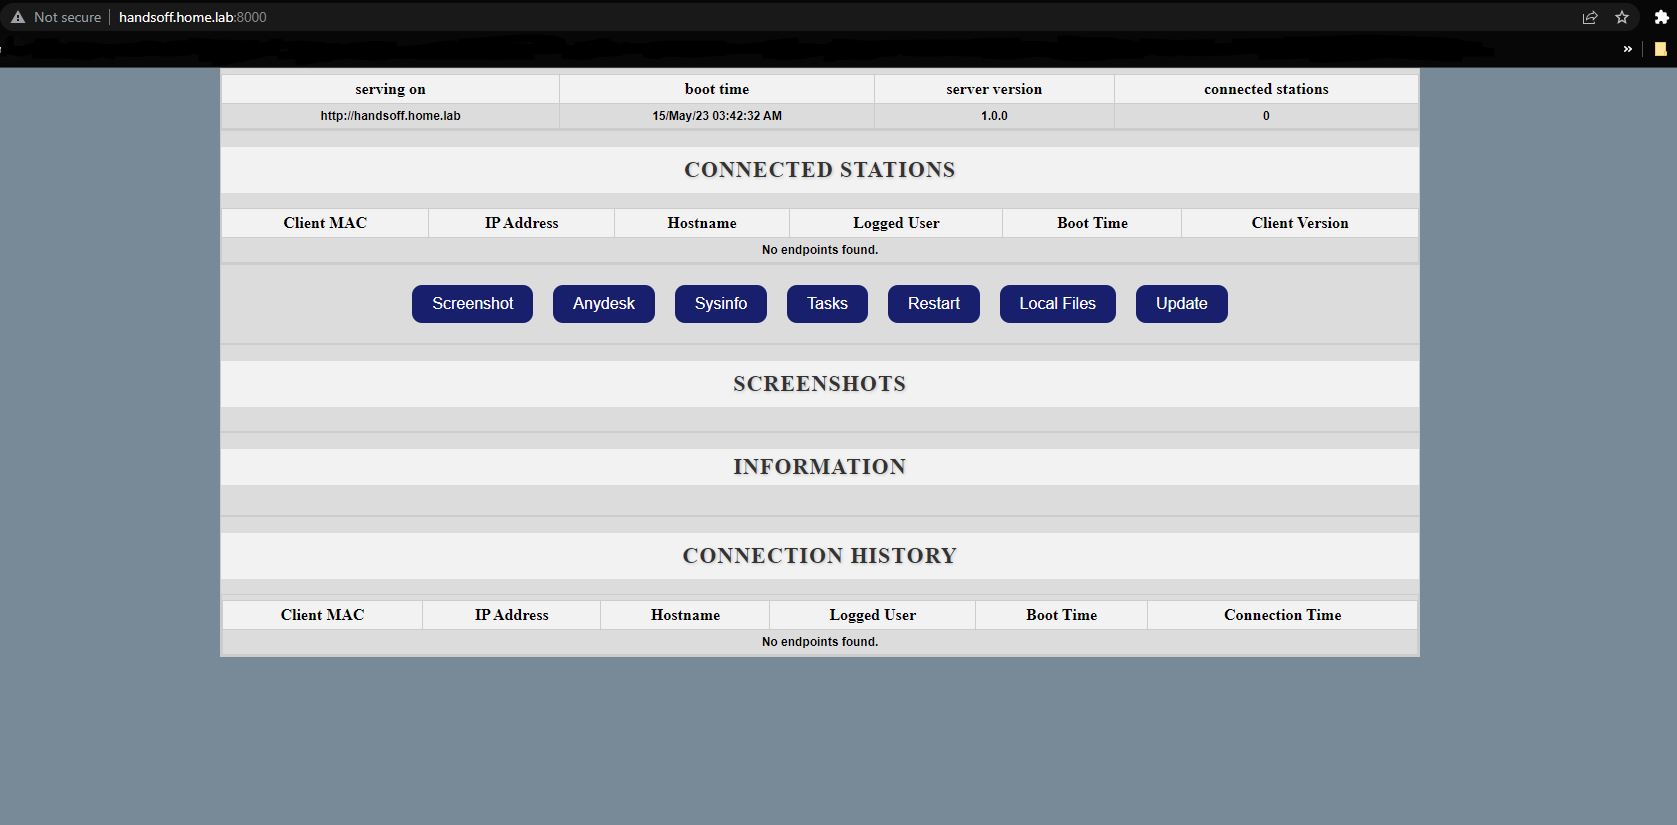 Not secure handsoff.home.lab:8000
»
serving on boot time server version connected stations
http://handsoff.home.lab 15/May/23 03:42:32 AM 1.0.0 0
CONNECTED STATIONS
Client MAC IP Address Hostname Logged User Boot Time Client Version
No endpoints found.
Screenshot Anydesk Sysinfo Tasks Restart Local Files Update
SCREENSHOTS
INFORMATION
CONNECTION HISTORY
Client MAC IP Address Hostname Logged User Boot Time Connection Time
No endpoints found.